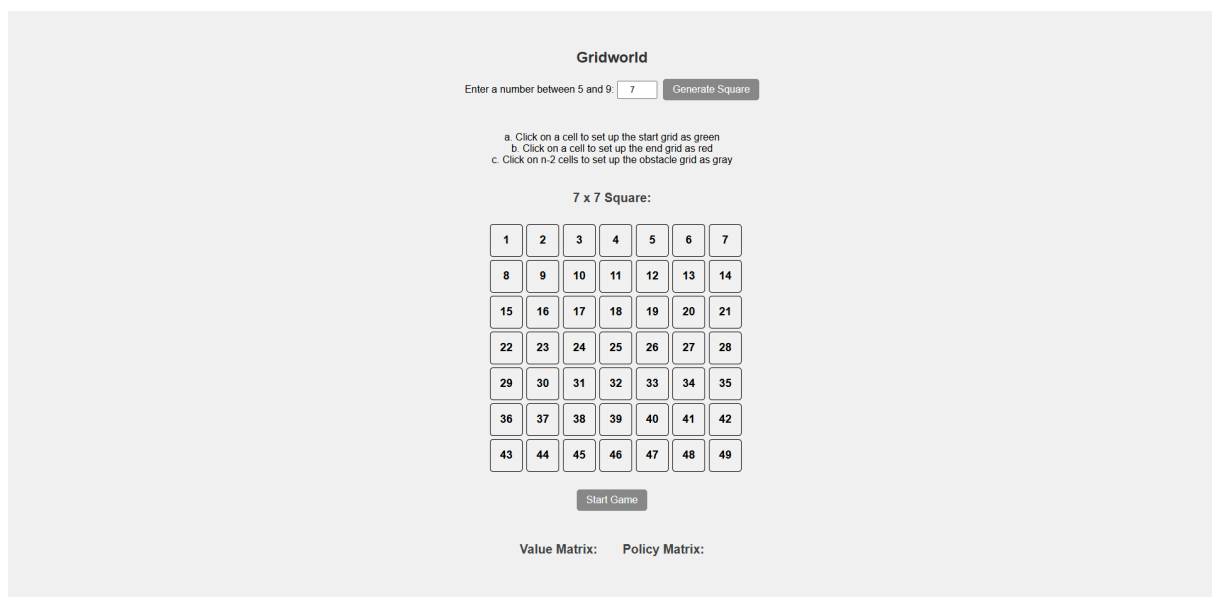 Gridworld
Enter a number between 5 and 9: 7 Generate Square
a. Click on a cell to set up the start grid as green
b. Click on a cell to set up the end grid as red
c. Click on n-2 cells to set up the obstacle grid as gray
7 x 7 Square:
1 2 3 4 5 6 7
8 9 10 11 12 13 14
15 16 17 18 19 20 21
22 23 24 25 26 27 28
29 30 31 32 33 34 35
36 37 38 39 40 41 42
43 44 45 46 47 48 49
Start Game
Value Matrix: Policy Matrix: